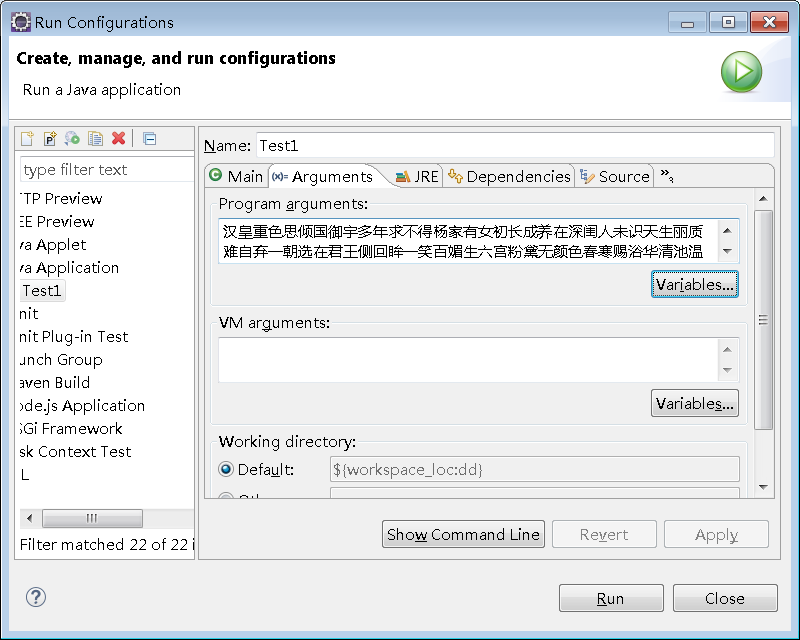 Run Configurations
Create, manage, and run configurations
Run a Java application
type filter text
TP Preview
EE Preview
va Applet
va Application
Test1
nit
nit Plug-in Test
unch Group
aven Build
ode.js Application
SGi Framework
sk Context Test
L
Filter matched 22 of 22 i
Name: Test1
Main (x)= Arguments JRE Dependencies Source »₃
Program arguments:
汉皇重色思倾国御宇多年求不得杨家有女初长成养在深闺人未识天生丽质
难自弃一朝选在君王侧回眸一笑百媚生六宫粉黛无颜色春寒赐浴华清池温
Variables...
VM arguments:
Variables...
Working directory:
Default: ${workspace_loc:dd}
Show Command Line Revert Apply
Run Close